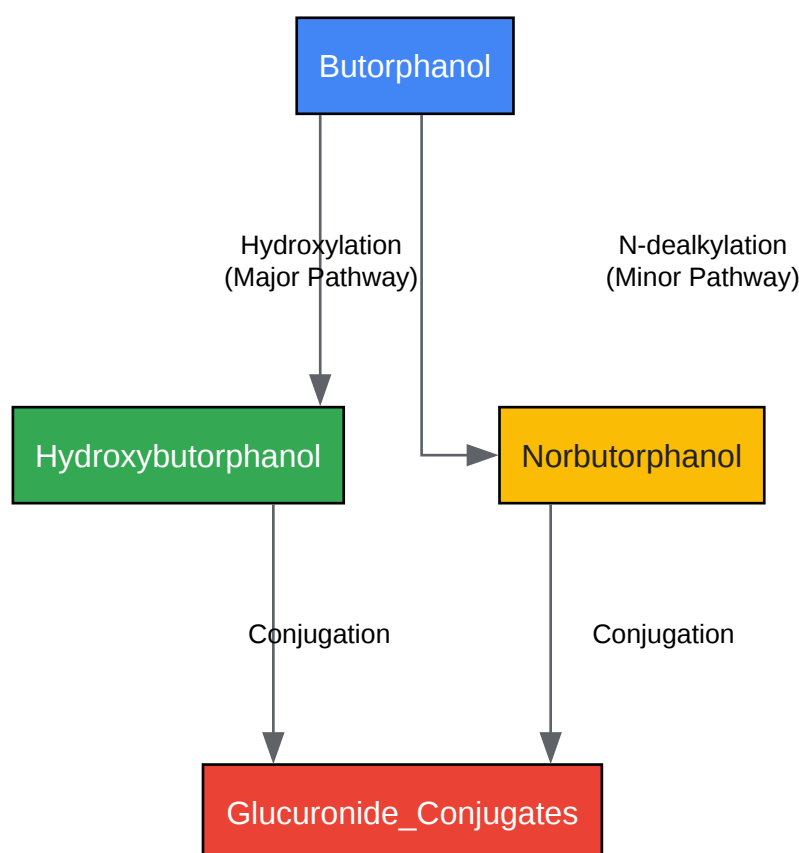 Butorphanol
Hydroxylation
(Major Pathway)
N-dealkylation
(Minor Pathway)
Hydroxybutorphanol
Norbutorphanol
Conjugation
Conjugation
Glucuronide_Conjugates